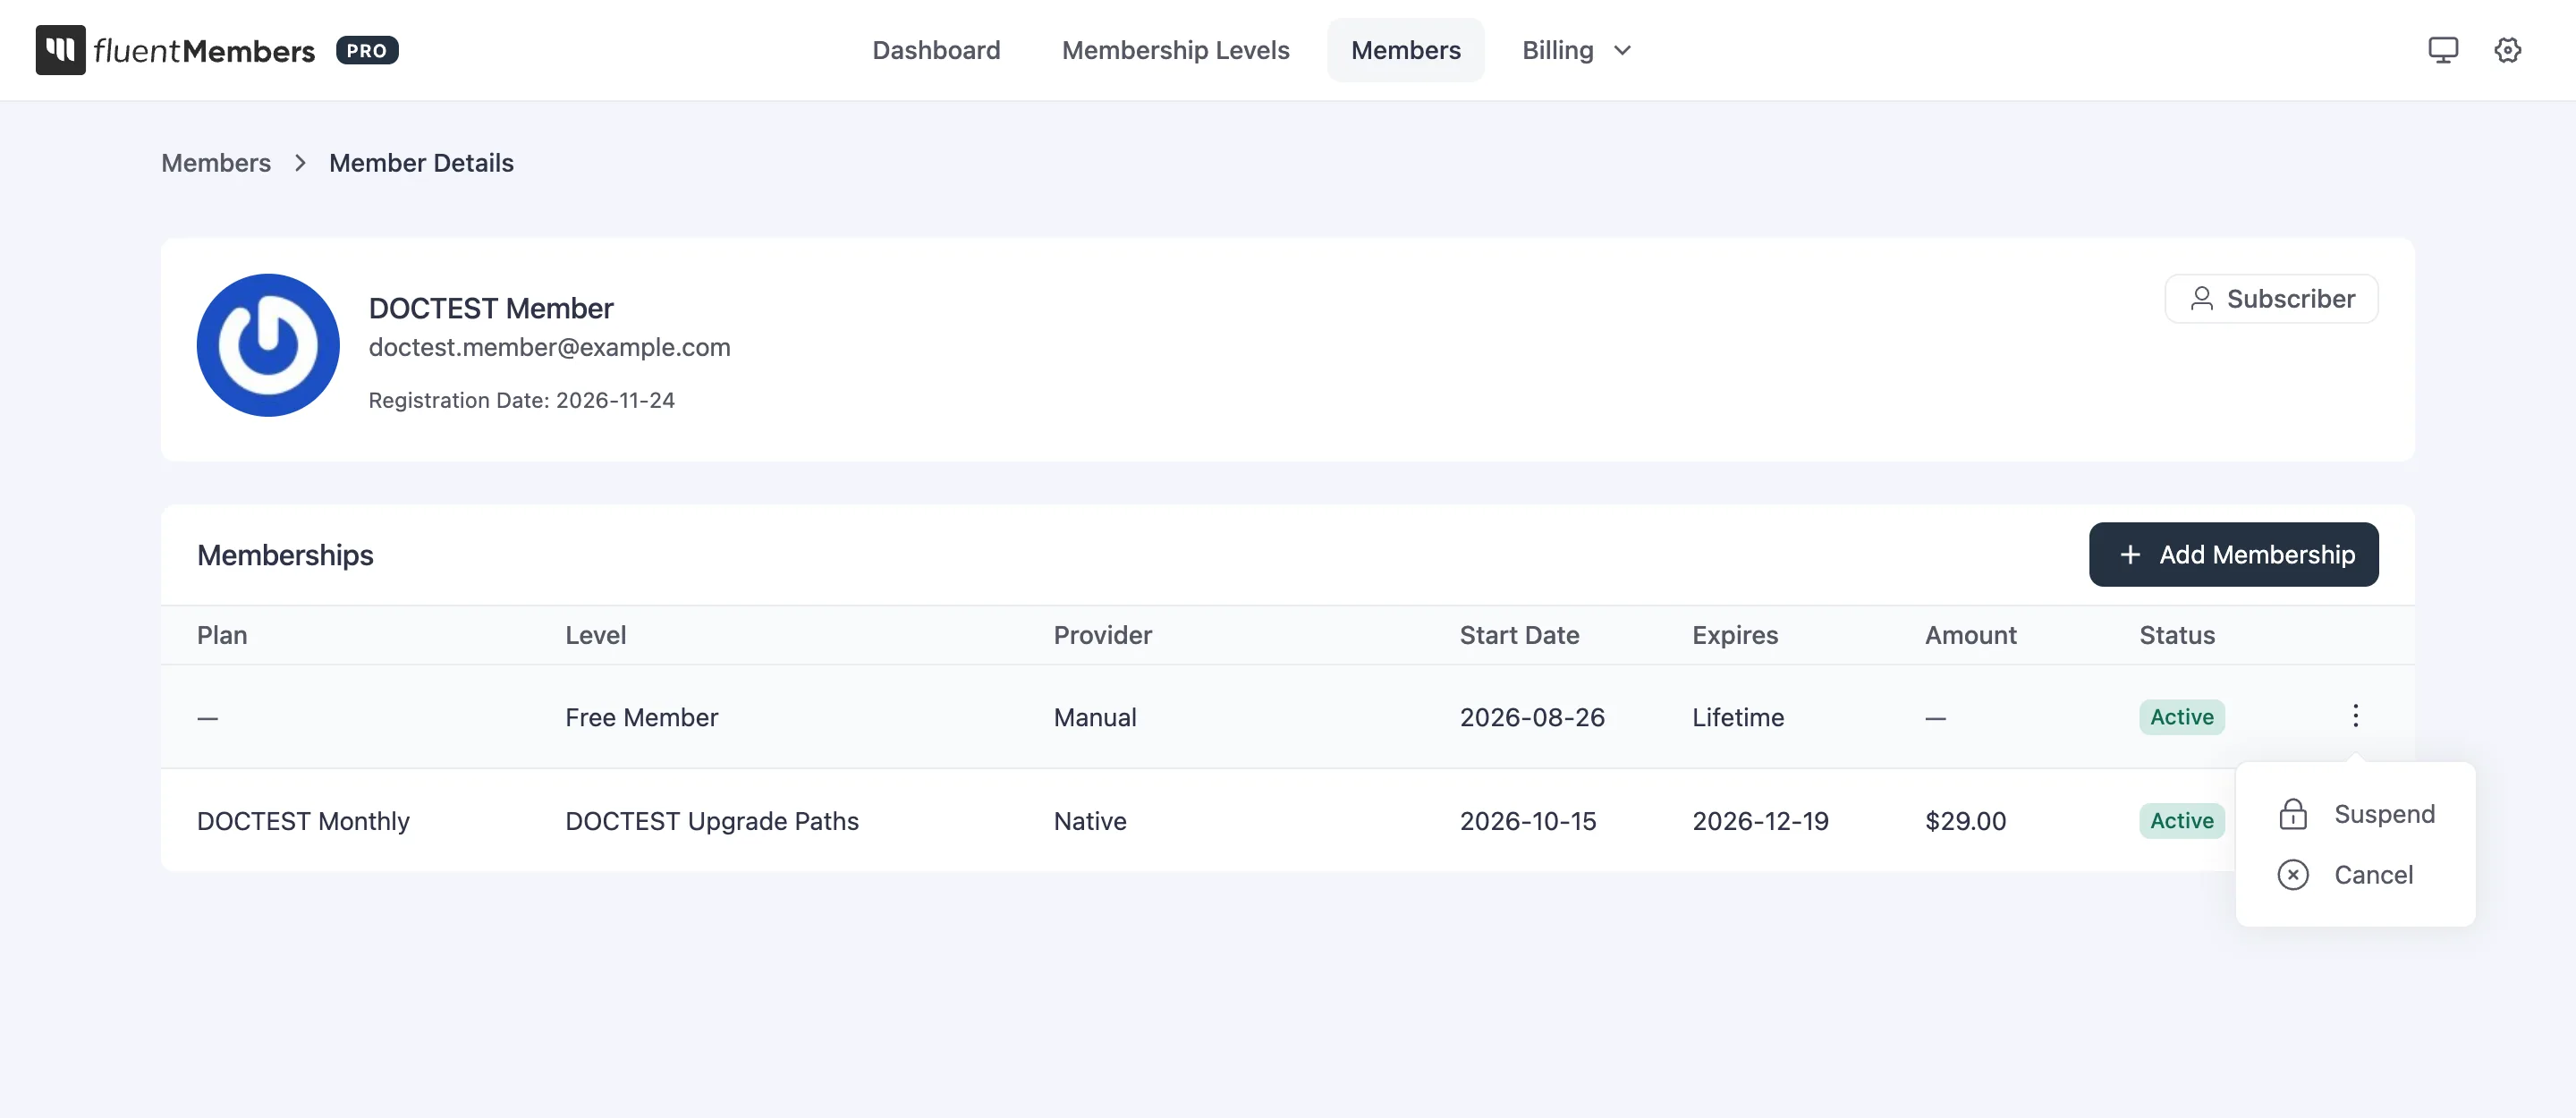 fluentMembers PRO
Dashboard Membership Levels Members Billing
Members > Member Details
DOCTEST Member
doctest.member@example.com
Registration Date: 2026-11-24
Subscriber
Memberships
+ Add Membership
Plan Level Provider Start Date Expires Amount Status
— Free Member Manual 2026-08-26 Lifetime — Active
DOCTEST Monthly DOCTEST Upgrade Paths Native 2026-10-15 2026-12-19 $29.00 Active
Suspend
Cancel